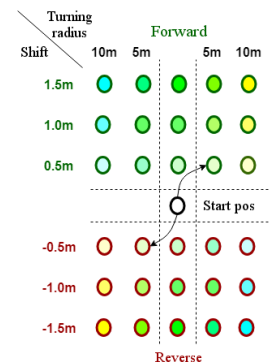 Turning
radius
Forward
Shift
10m 5m 5m 10m
1.5m
1.0m
0.5m
Start pos
-0.5m
-1.0m
-1.5m
Reverse